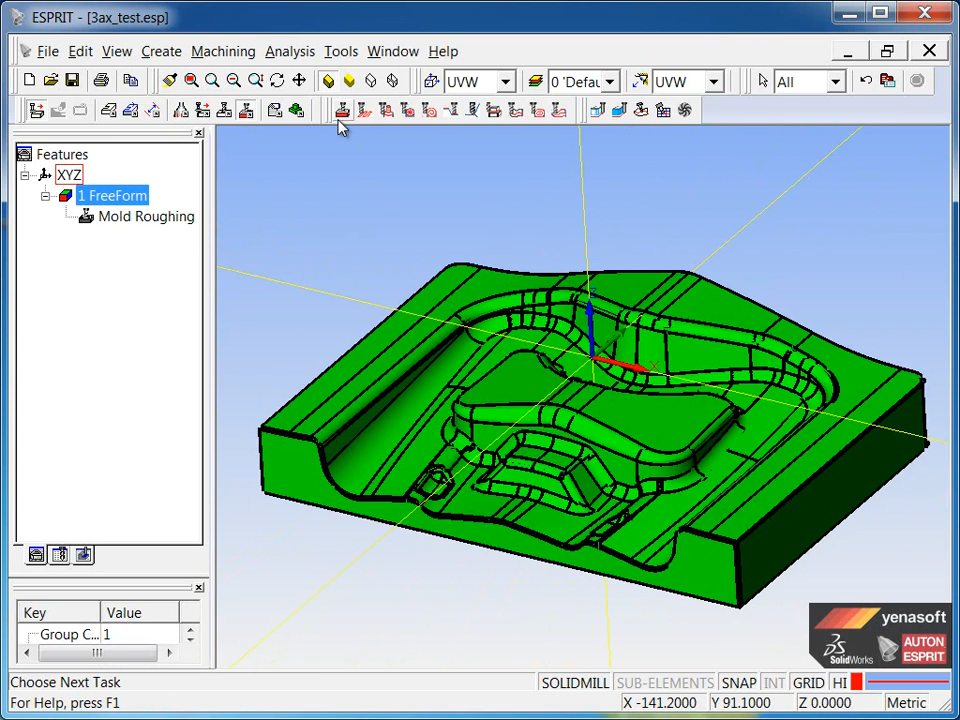 ESPRIT - [3ax_test.esp]
File Edit View Create Machining Analysis Tools Window Help
UVW 0 'Defau UVW All
Features
XYZ
1 FreeForm
Mold Roughing
Z
X
Key Value
Group C... 1
yenasoft
SolidWorks
AUTON
ESPRIT
Choose Next Task SOLIDMILL SUB-ELEMENTS SNAP INT GRID HI
For Help, press F1 X -141.2000 Y 91.1000 Z 0.0000 Metric